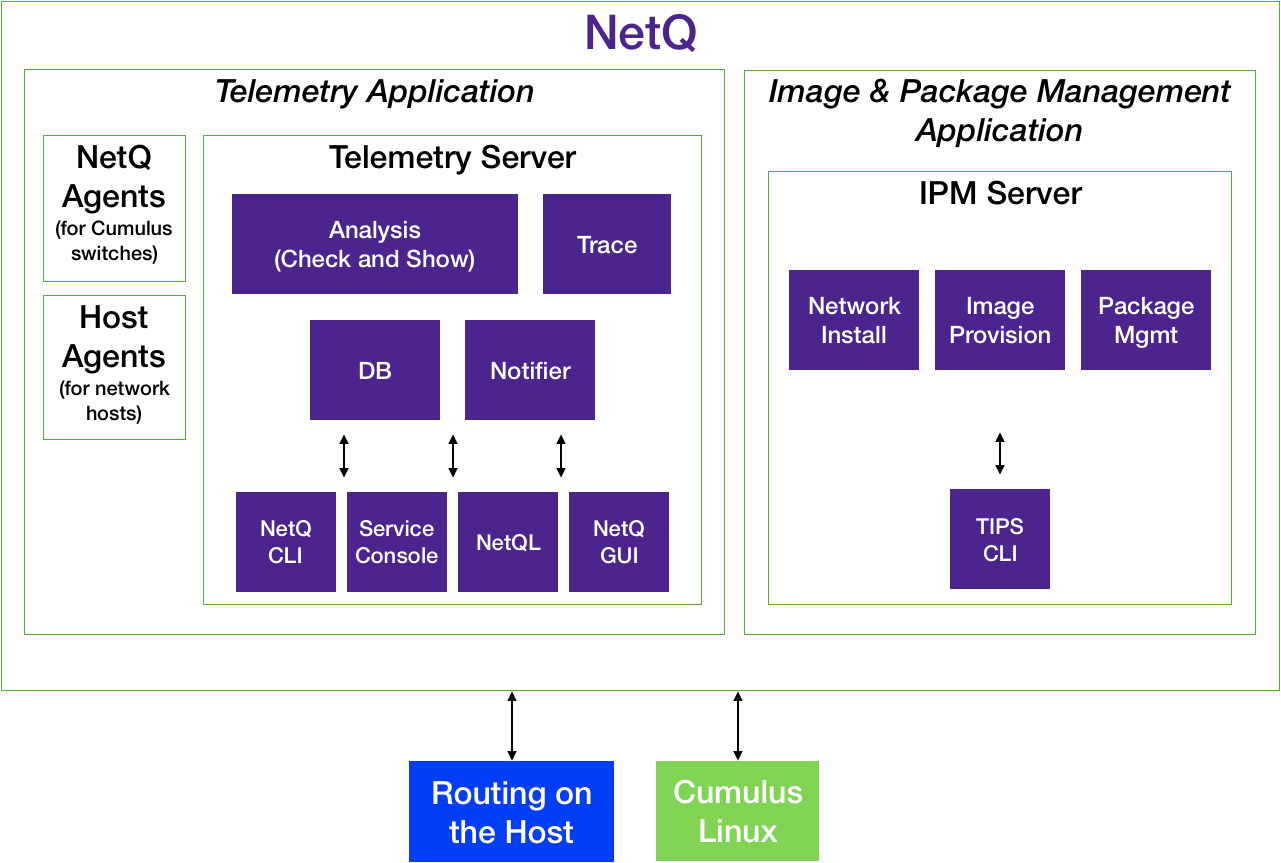 NetQ
Telemetry Application
NetQ
Agents
(for Cumulus
switches)
Host
Agents
(for network
hosts)
Telemetry Server
Analysis
(Check and Show)
Trace
DB
Notifier
NetQ
CLI
Service
Console
NetQL
NetQ
GUI
Image & Package Management
Application
IPM Server
Network
Install
Image
Provision
Package
Mgmt
TIPS
CLI
Routing on
the Host
Cumulus
Linux